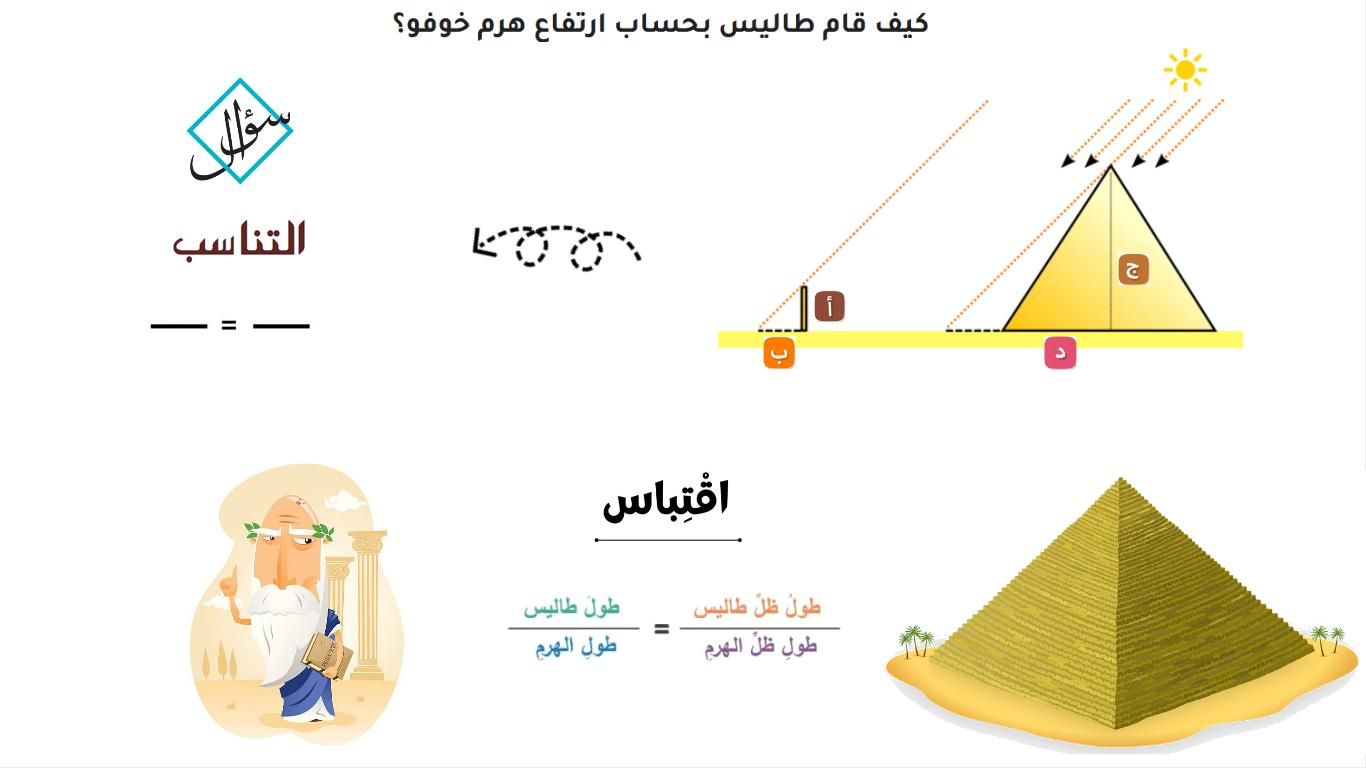 كيف قام طاليس بحساب ارتفاع هرم خوفو؟
سؤال
التناسب
=
أ
ب
ج
د
اقْتِباس
طولُ ظلِّ طاليس = طولَ طاليس
طولِ ظلِّ الهرمِ طولِ الهرمِ